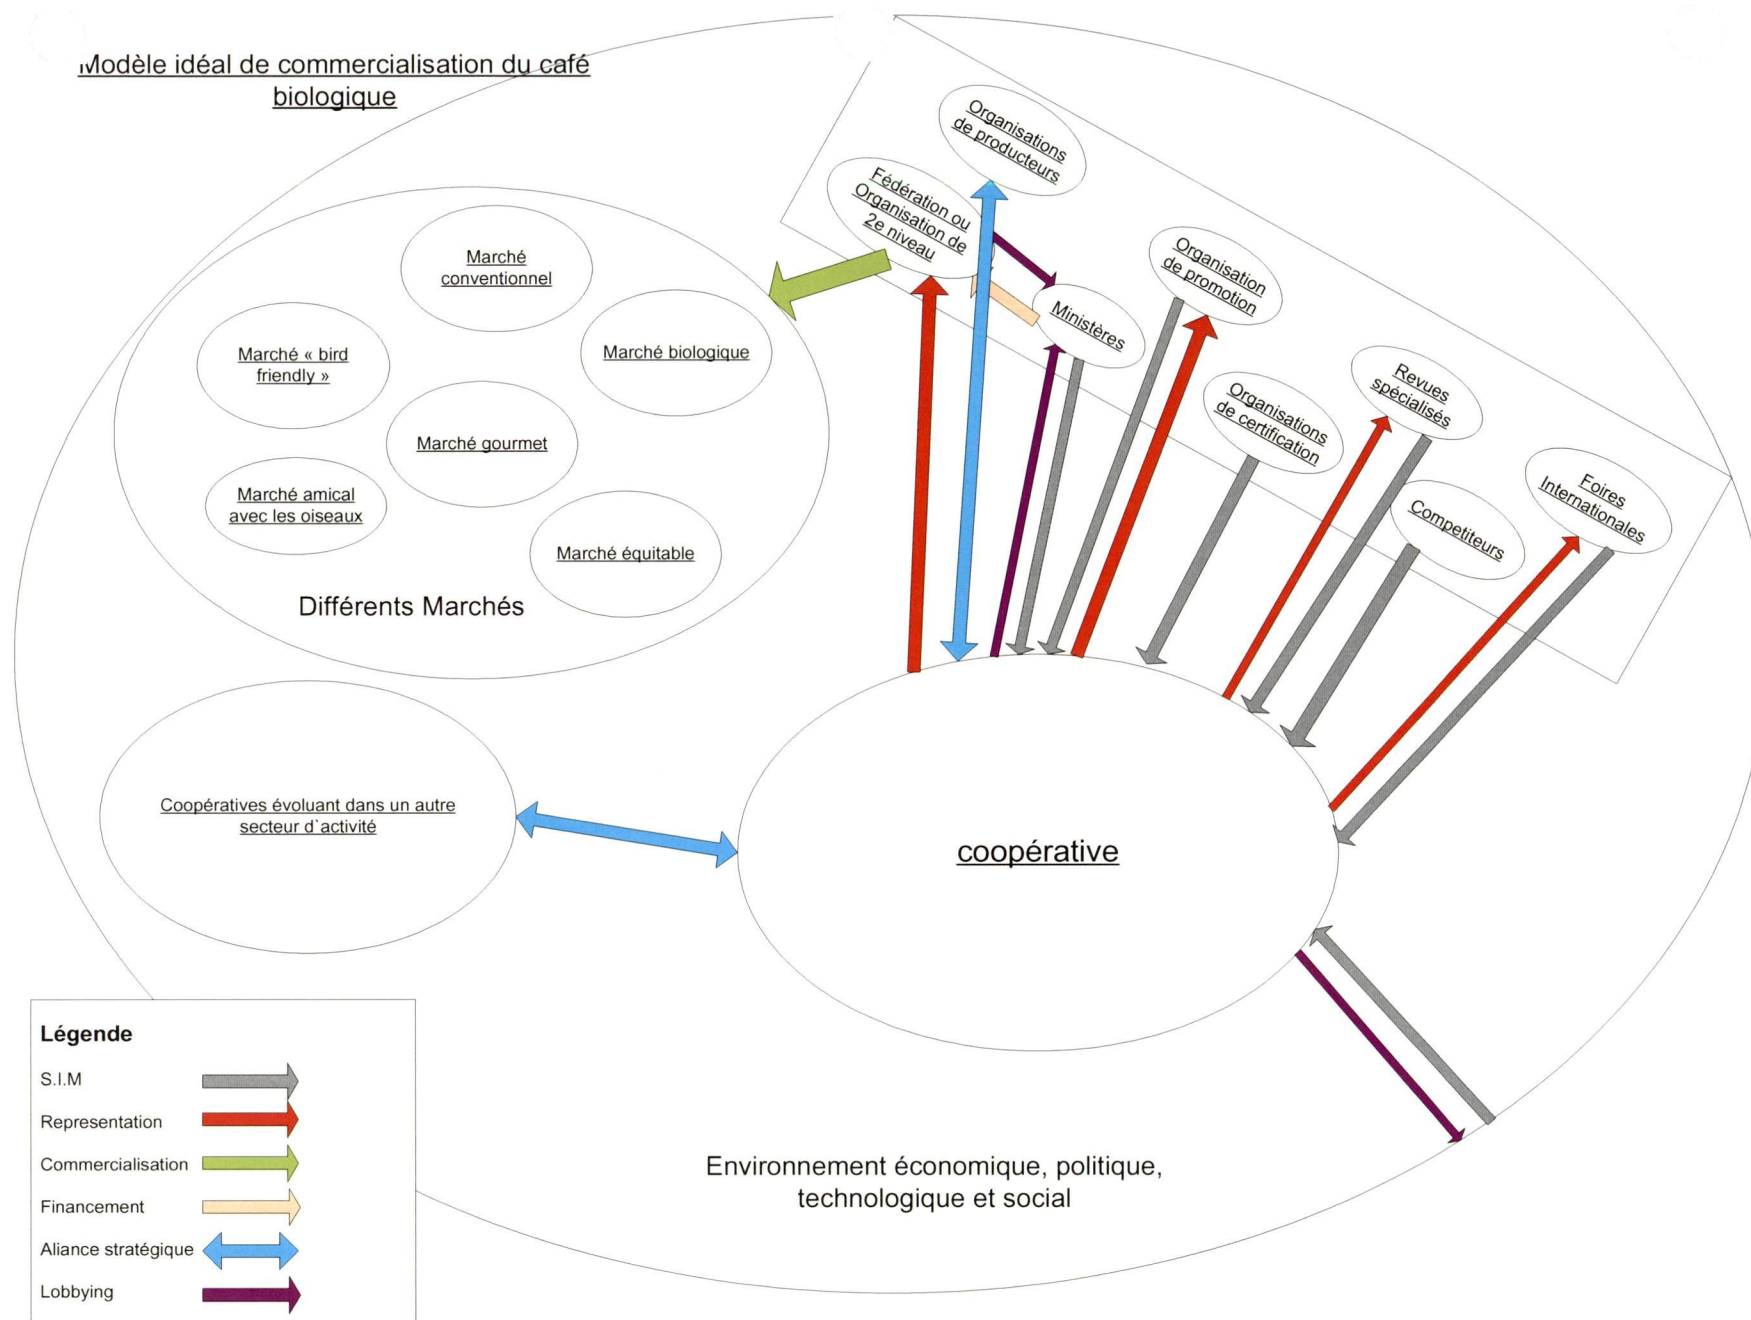 Modèle idéal de commercialisation du café
biologique
Organisations
de producteurs
Fédération ou
Organisation de
2e niveau
Organisation
de promotion
Ministères
Organisations
de certification
Revues
spécialisés
Competiteurs
Foires
Internationales
Marché
conventionnel
Marché « bird
friendly »
Marché biologique
Marché gourmet
Marché amical
avec les oiseaux
Marché équitable
Différents Marchés
Coopératives évoluant dans un autre
secteur d`activité
coopérative
Environnement économique, politique,
technologique et social
Légende
S.I.M
Representation
Commercialisation
Financement
Aliance stratégique
Lobbying